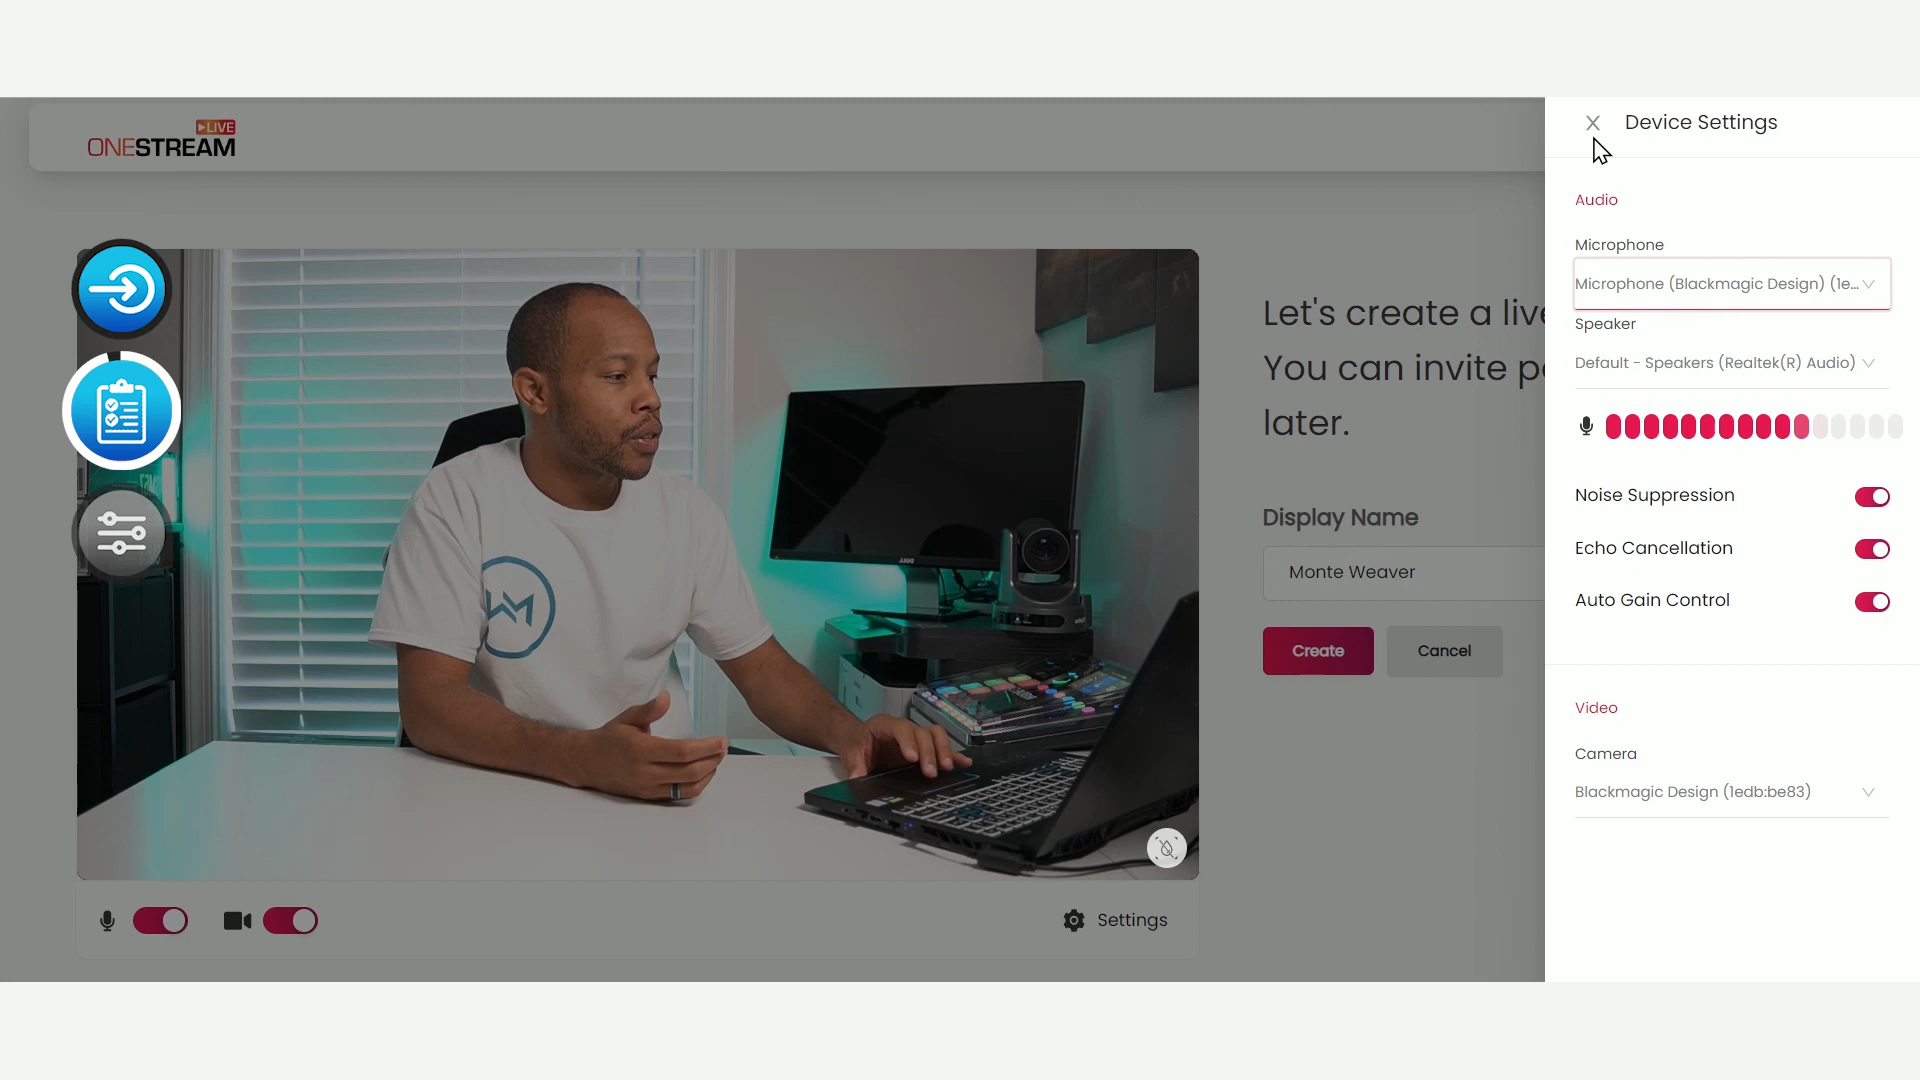 LIVE
ONESTREAM
Device Settings
Audio
Microphone
Microphone (Blackmagic Design) (1e...
Speaker
Default - Speakers (Realtek(R) Audio)
Noise Suppression
Echo Cancellation
Auto Gain Control
Video
Camera
Blackmagic Design (1edb:be83)
Let's create a live
You can invite p
later.
Display Name
Monte Weaver
Create
Cancel
Settings